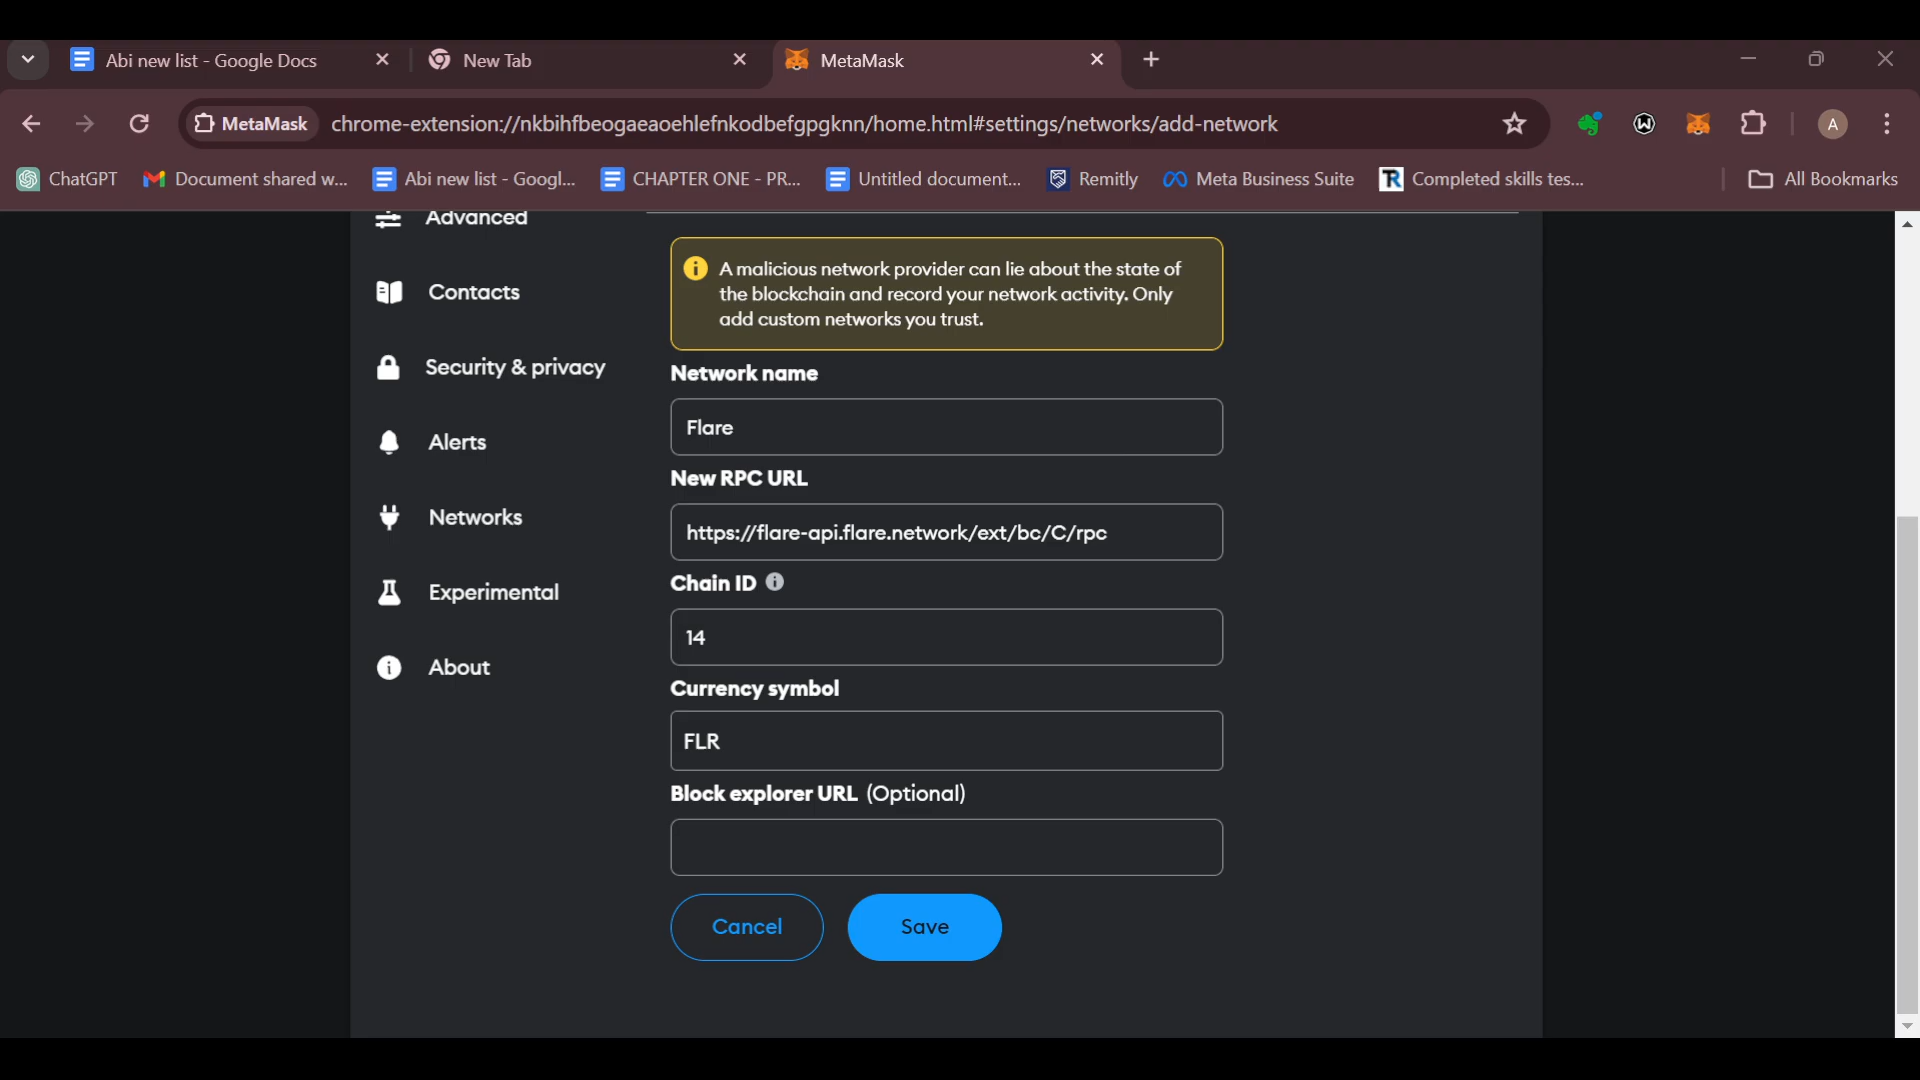 Abi new list - Google Docs
New Tab
MetaMask
MetaMask
chrome-extension://nkbihfbeogaeaoehlefnkodbefgpgknn/home.html#settings/networks/add-network
A
ChatGPT
Document shared w...
Abi new list - Googl...
CHAPTER ONE - PR...
Untitled document...
Remitly
Meta Business Suite
Completed skills tes...
All Bookmarks
Advanced
Contacts
Security & privacy
Alerts
Networks
Experimental
About
A malicious network provider can lie about the state of
the blockchain and record your network activity. Only
add custom networks you trust.
Network name
Flare
New RPC URL
https://flare-api.flare.network/ext/bc/C/rpc
Chain ID
14
Currency symbol
FLR
Block explorer URL (Optional)
Cancel
Save